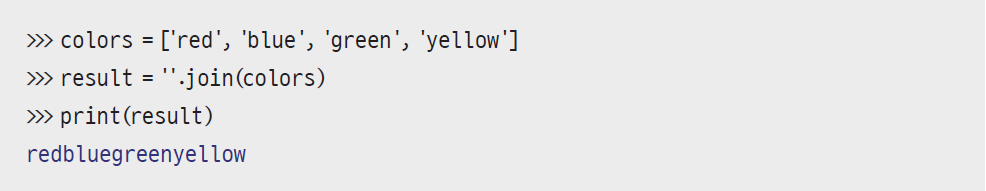 >>> colors = ['red', 'blue', 'green', 'yellow']
>>> result = ''.join(colors)
>>> print(result)
redbluegreenyellow